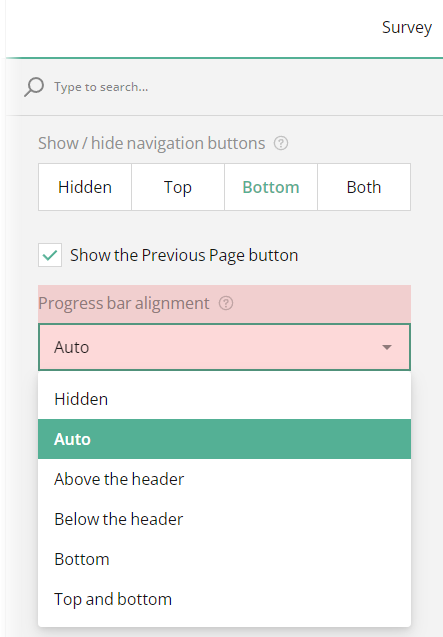 Survey
Type to search...
Show / hide navigation buttons ?
Hidden Top Bottom Both
Show the Previous Page button
Progress bar alignment ?
Auto
Hidden
Auto
Above the header
Below the header
Bottom
Top and bottom